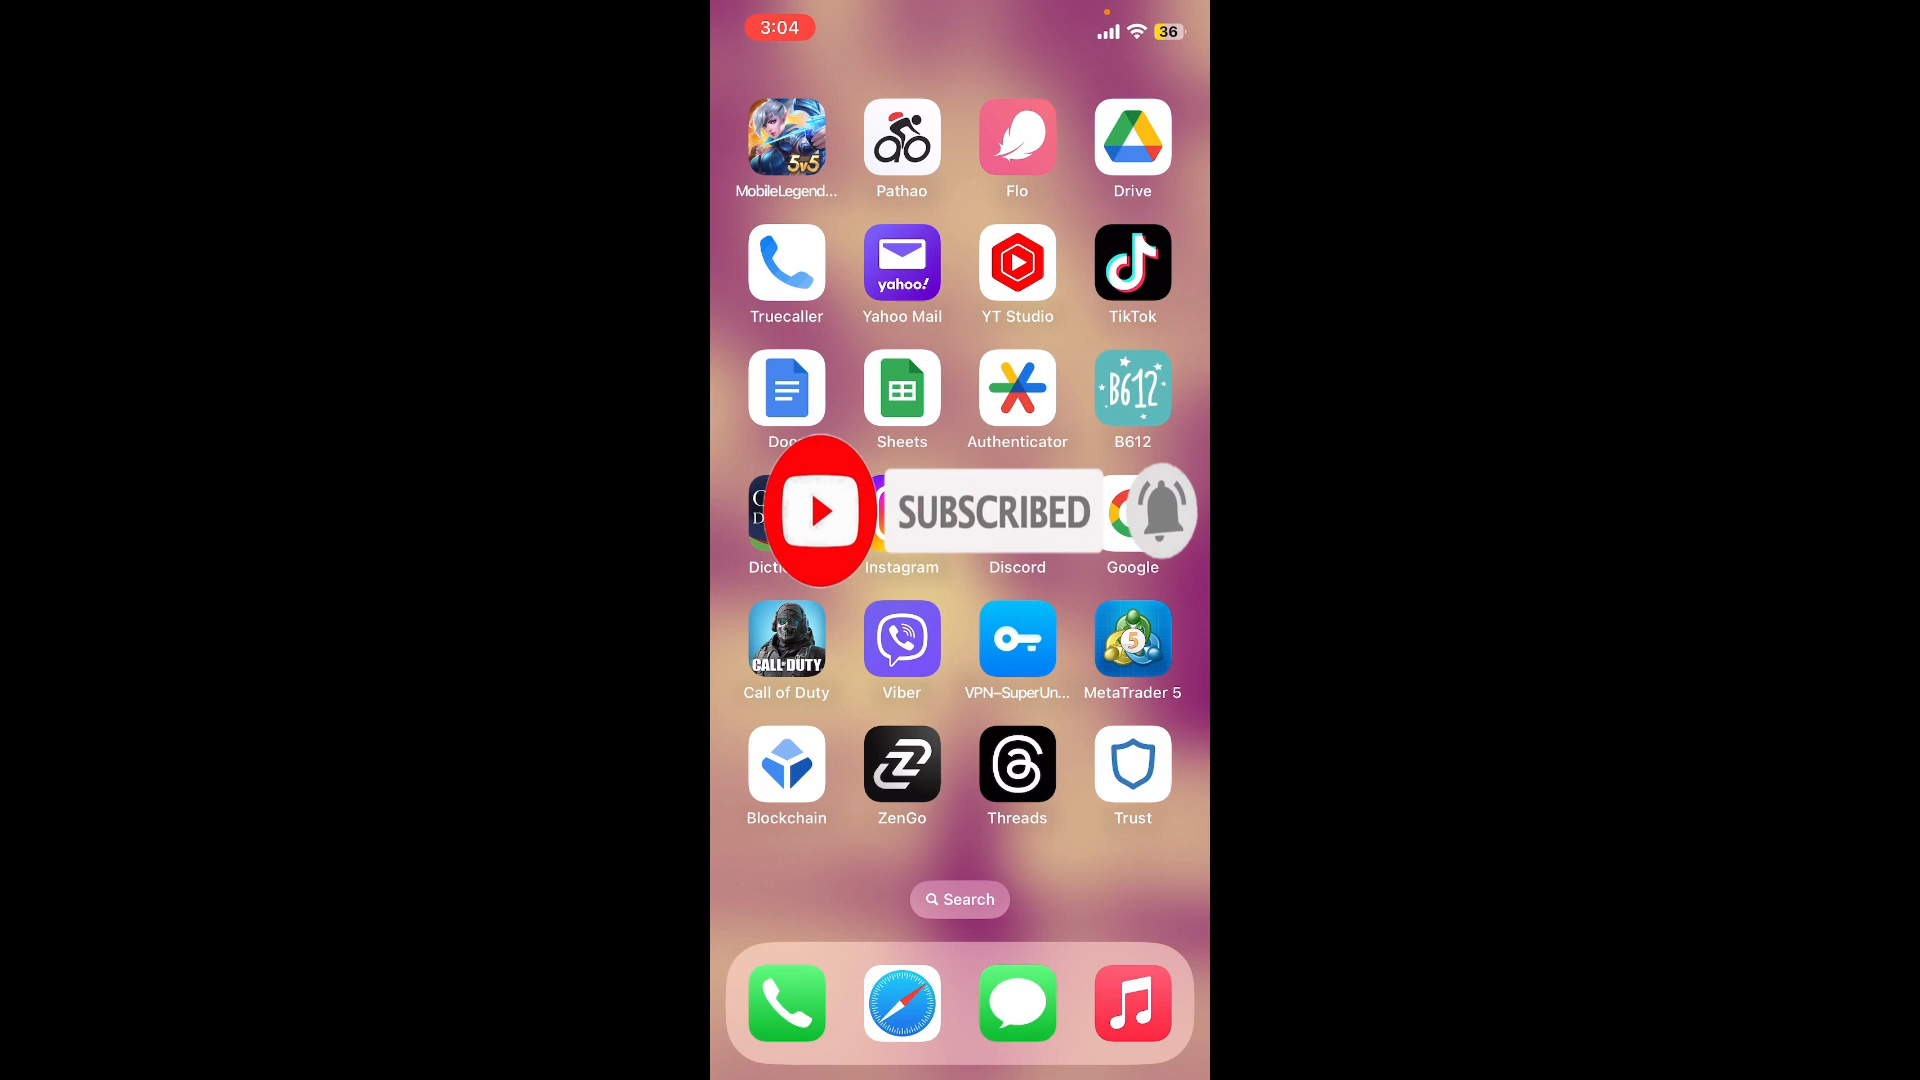 3:04
36
5v5
MobileLegend...
Pathao
Flo
Drive
yahoo!
Truecaller
Yahoo Mail
YT Studio
TikTok
B612
Sheets
Authenticator
B612
SUBSCRIBED
Instagram
Discord
Google
CALL OF DUTY
5
Call of Duty
Viber
VPN–SuperUn...
MetaTrader 5
Blockchain
ZenGo
Threads
Trust
Search